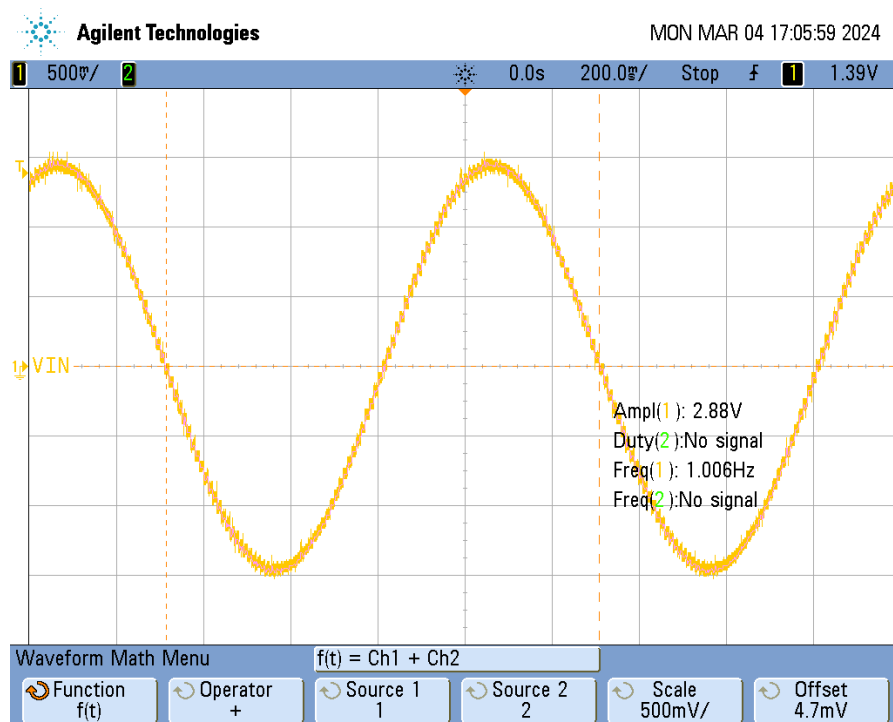 Agilent Technologies MON MAR 04 17:05:59 2024
1 500mV/ 2 0.0s 200.0ms/ Stop 1 1.39V
T
1 VIN
Ampl(1): 2.88V
Duty(2):No signal
Freq(1): 1.006Hz
Freq(2):No signal
Waveform Math Menu f(t) = Ch1 + Ch2
Function Operator Source 1 Source 2 Scale Offset
f(t) + 1 2 500mV/ 4.7mV